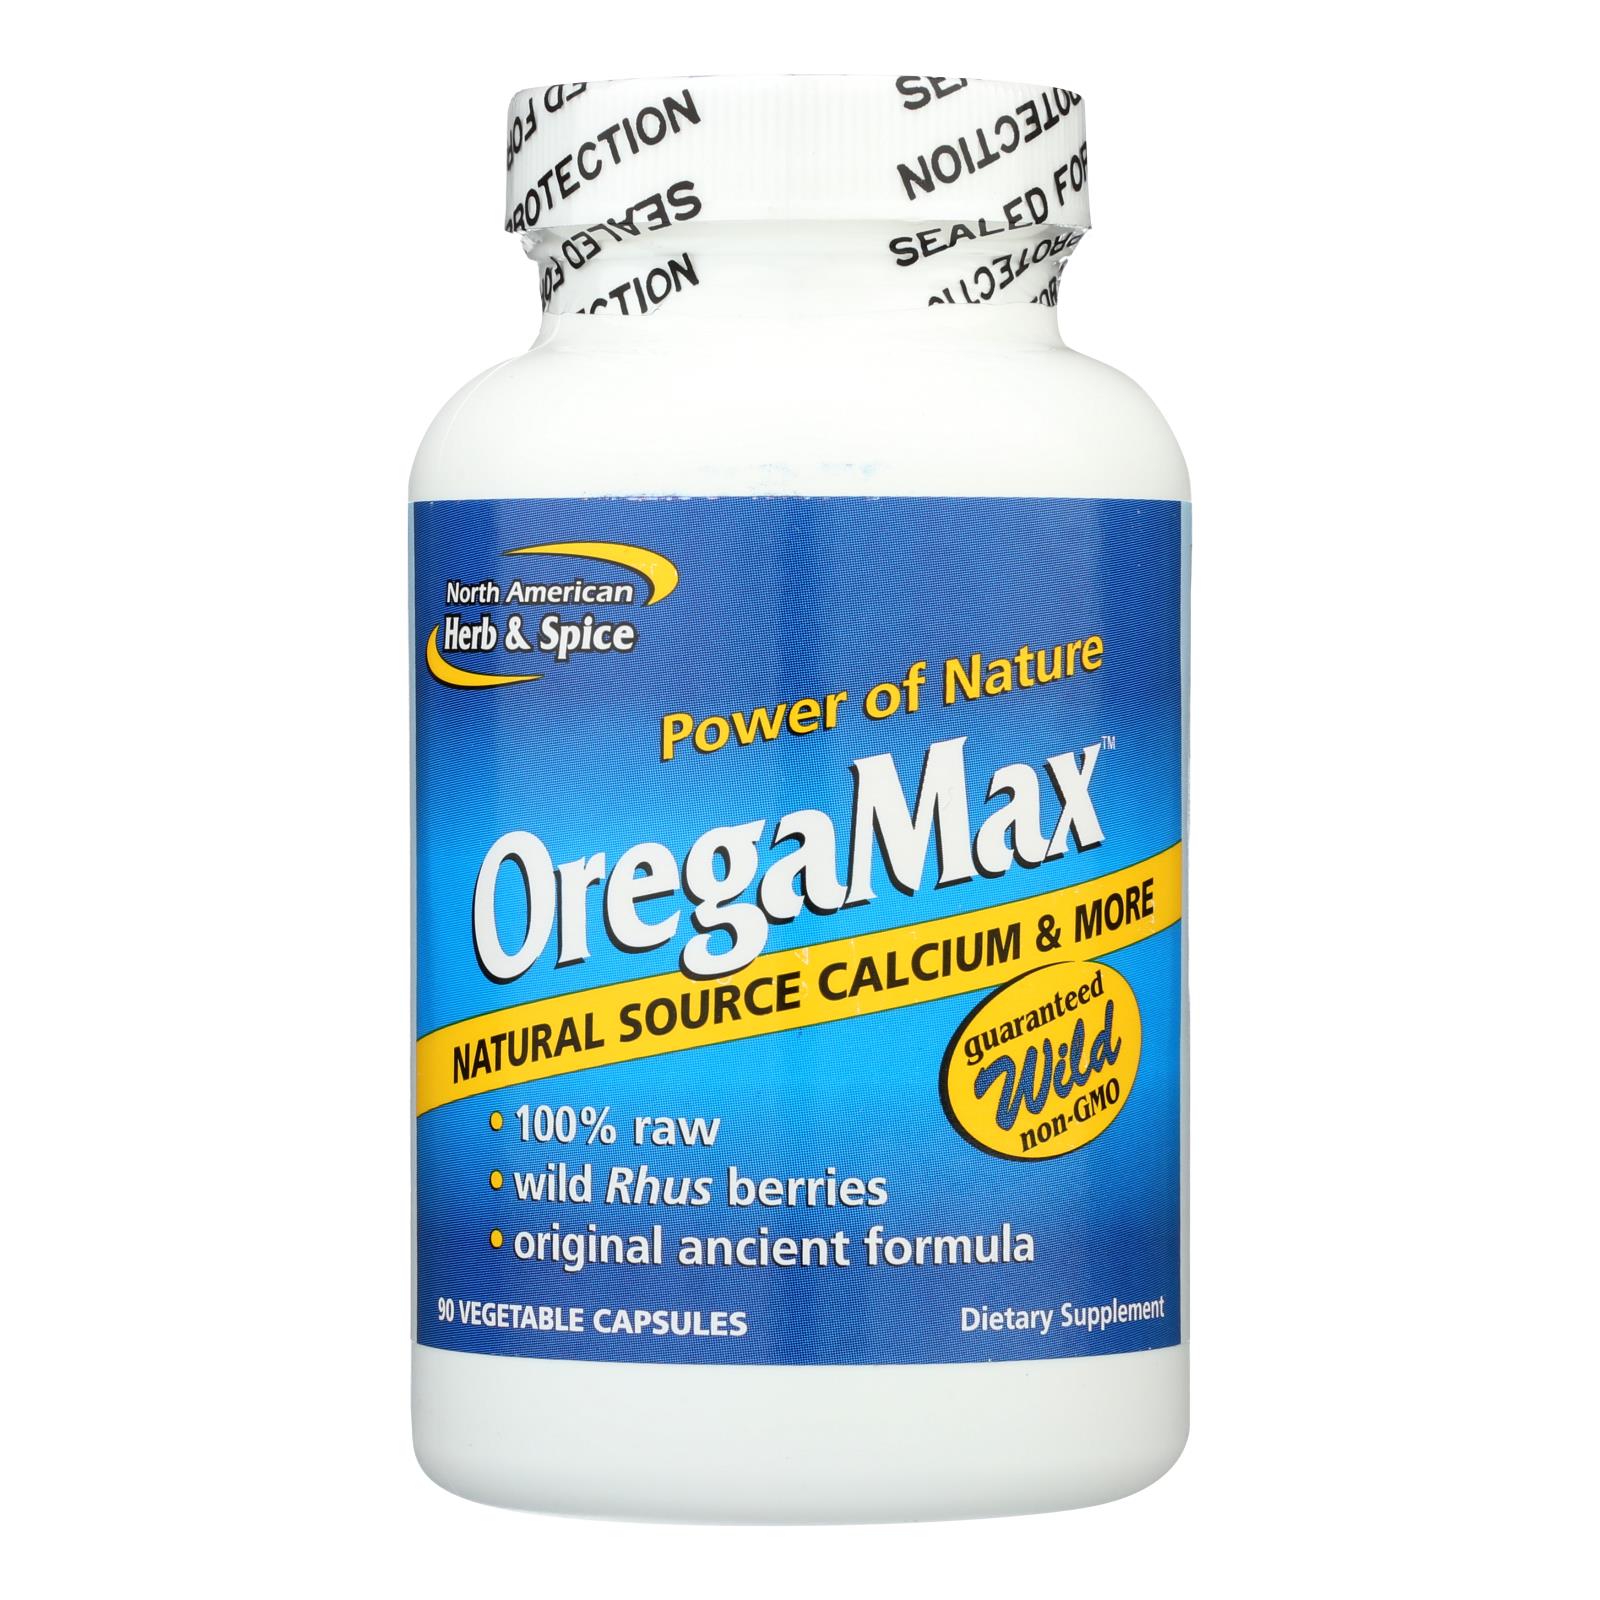 PROTECTION
SEALED FOR
PROTECTION
SEALED FOR
North American
Herb & Spice
Power of Nature
OregaMax™
NATURAL SOURCE CALCIUM & MORE
guaranteed
Wild
non-GMO
• 100% raw
• wild Rhus berries
• original ancient formula
90 VEGETABLE CAPSULES
Dietary Supplement